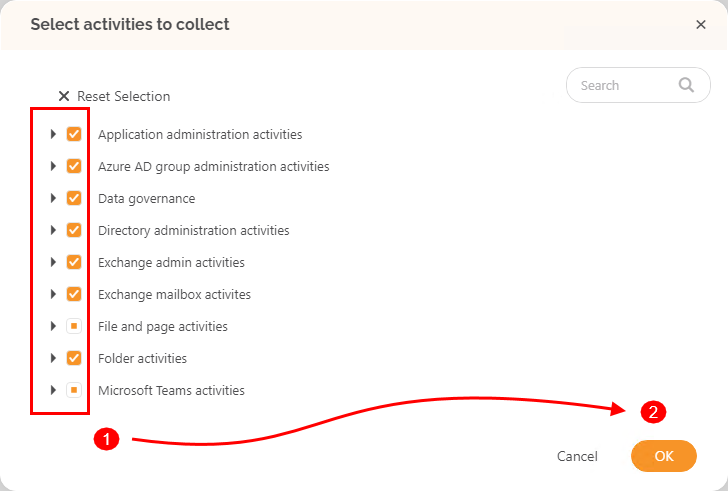 Select activities to collect
×
Search
Reset Selection
Application administration activities
Azure AD group administration activities
Data governance
Directory administration activities
Exchange admin activities
Exchange mailbox activites
File and page activities
Folder activities
Microsoft Teams activities
1
2
Cancel
OK